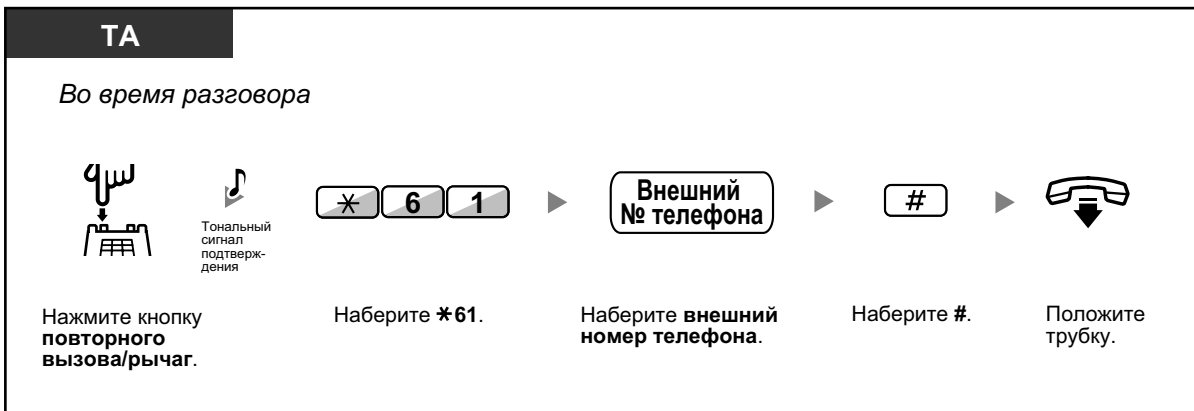 ТА
Во время разговора
Тональный
сигнал
подтверж-
дения
✳ 6 1
Внешний
№ телефона
#
Нажмите кнопку
повторного
вызова/рычаг.
Наберите ✳61.
Наберите внешний
номер телефона.
Наберите #.
Положите
трубку.